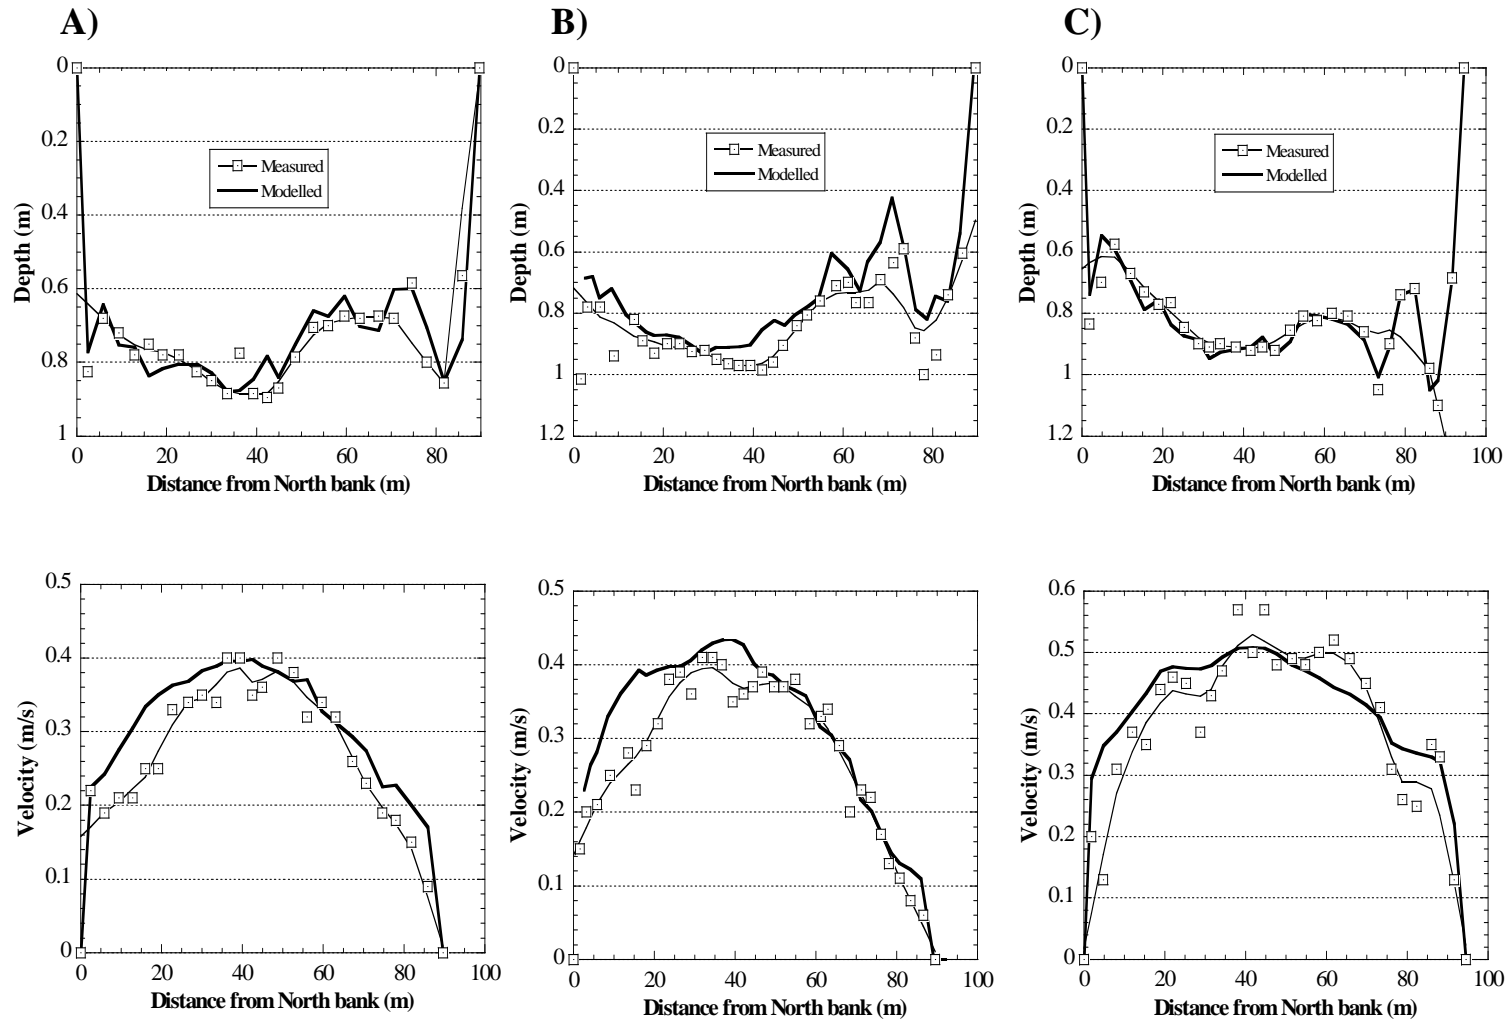 A)
B)
C)
0
0.2
0.4
0.6
0.8
1
Depth (m)
Measured
Modelled
0 20 40 60 80
Distance from North bank (m)
0
0.2
0.4
0.6
0.8
1
1.2
Depth (m)
Measured
Modelled
0 20 40 60 80
Distance from North bank (m)
0
0.2
0.4
0.6
0.8
1
1.2
Depth (m)
Measured
Modelled
0 20 40 60 80 100
Distance from North bank (m)
0.5
0.4
0.3
0.2
0.1
0
Velocity (m/s)
0 20 40 60 80 100
Distance from North bank (m)
0.5
0.4
0.3
0.2
0.1
0
Velocity (m/s)
0 20 40 60 80 100
Distance from North bank (m)
0.6
0.5
0.4
0.3
0.2
0.1
0
Velocity (m/s)
0 20 40 60 80 100
Distance from North bank (m)